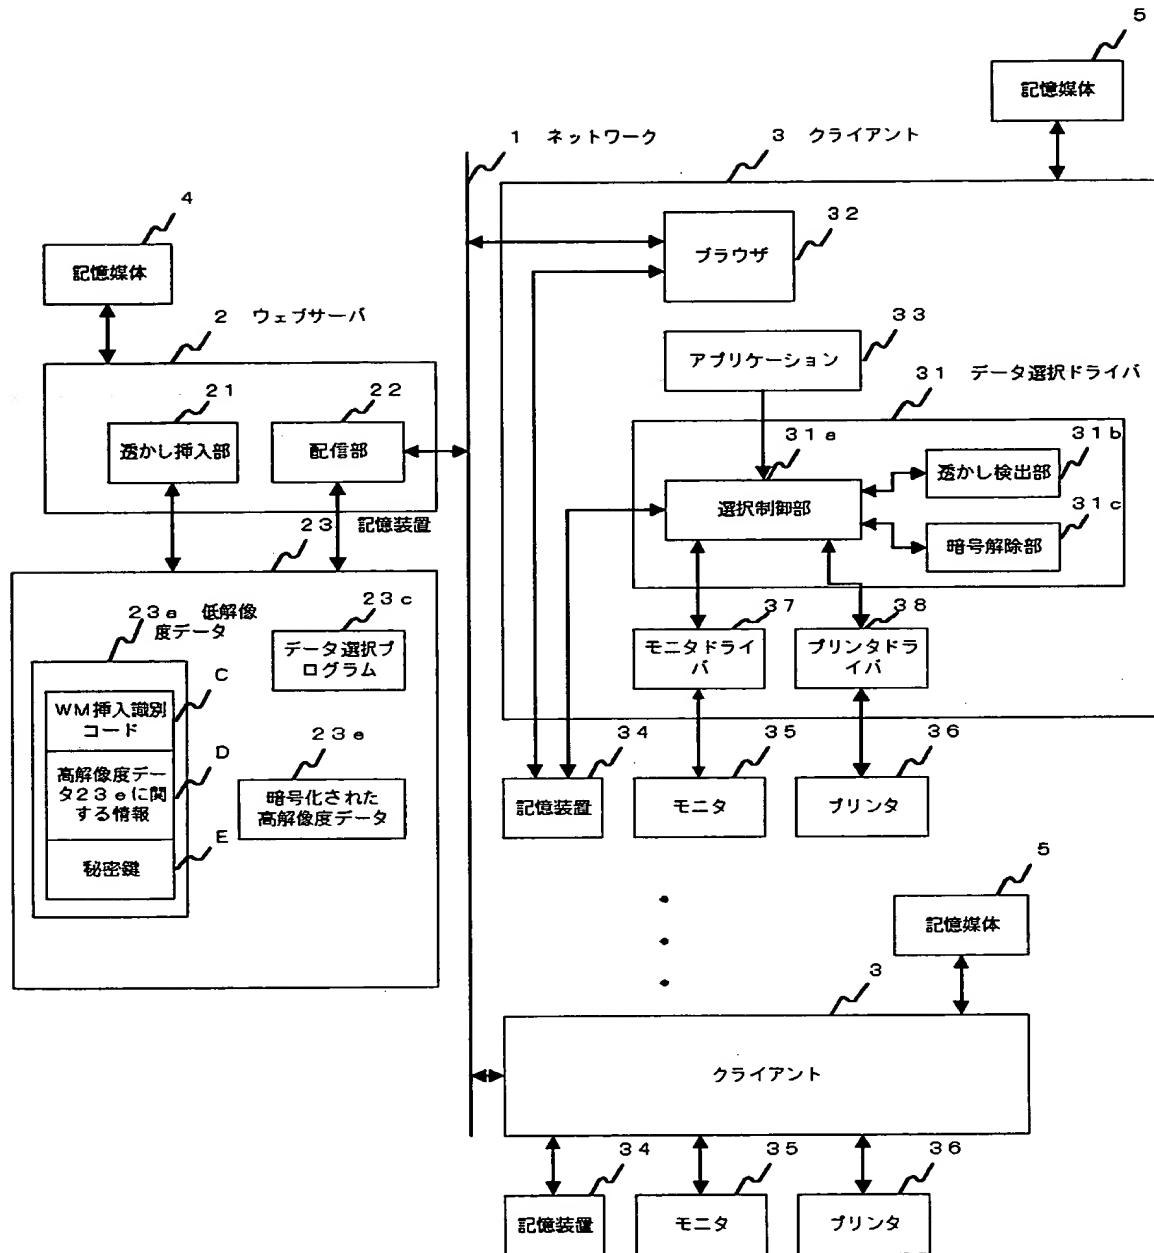 5
記憶媒体
1 ネットワーク
3 クライアント
4
記憶媒体
32
ブラウザ
2 ウェブサーバ
33
アプリケーション
31 データ選択ドライバ
21
透かし挿入部
22
配信部
31a
選択制御部
31b
透かし検出部
31c
暗号解除部
23 記憶装置
23a 低解像
度データ
23c
データ選択プ
ログラム
C
WM挿入識別
コード
D
高解像度デー
タ23eに関
する情報
E
秘密鍵
23e
暗号化された
高解像度データ
37
モニタドライ
バ
38
プリンタドラ
イバ
34
記憶装置
35
モニタ
36
プリンタ
5
記憶媒体
3
クライアント
34
記憶装置
35
モニタ
36
プリンタ